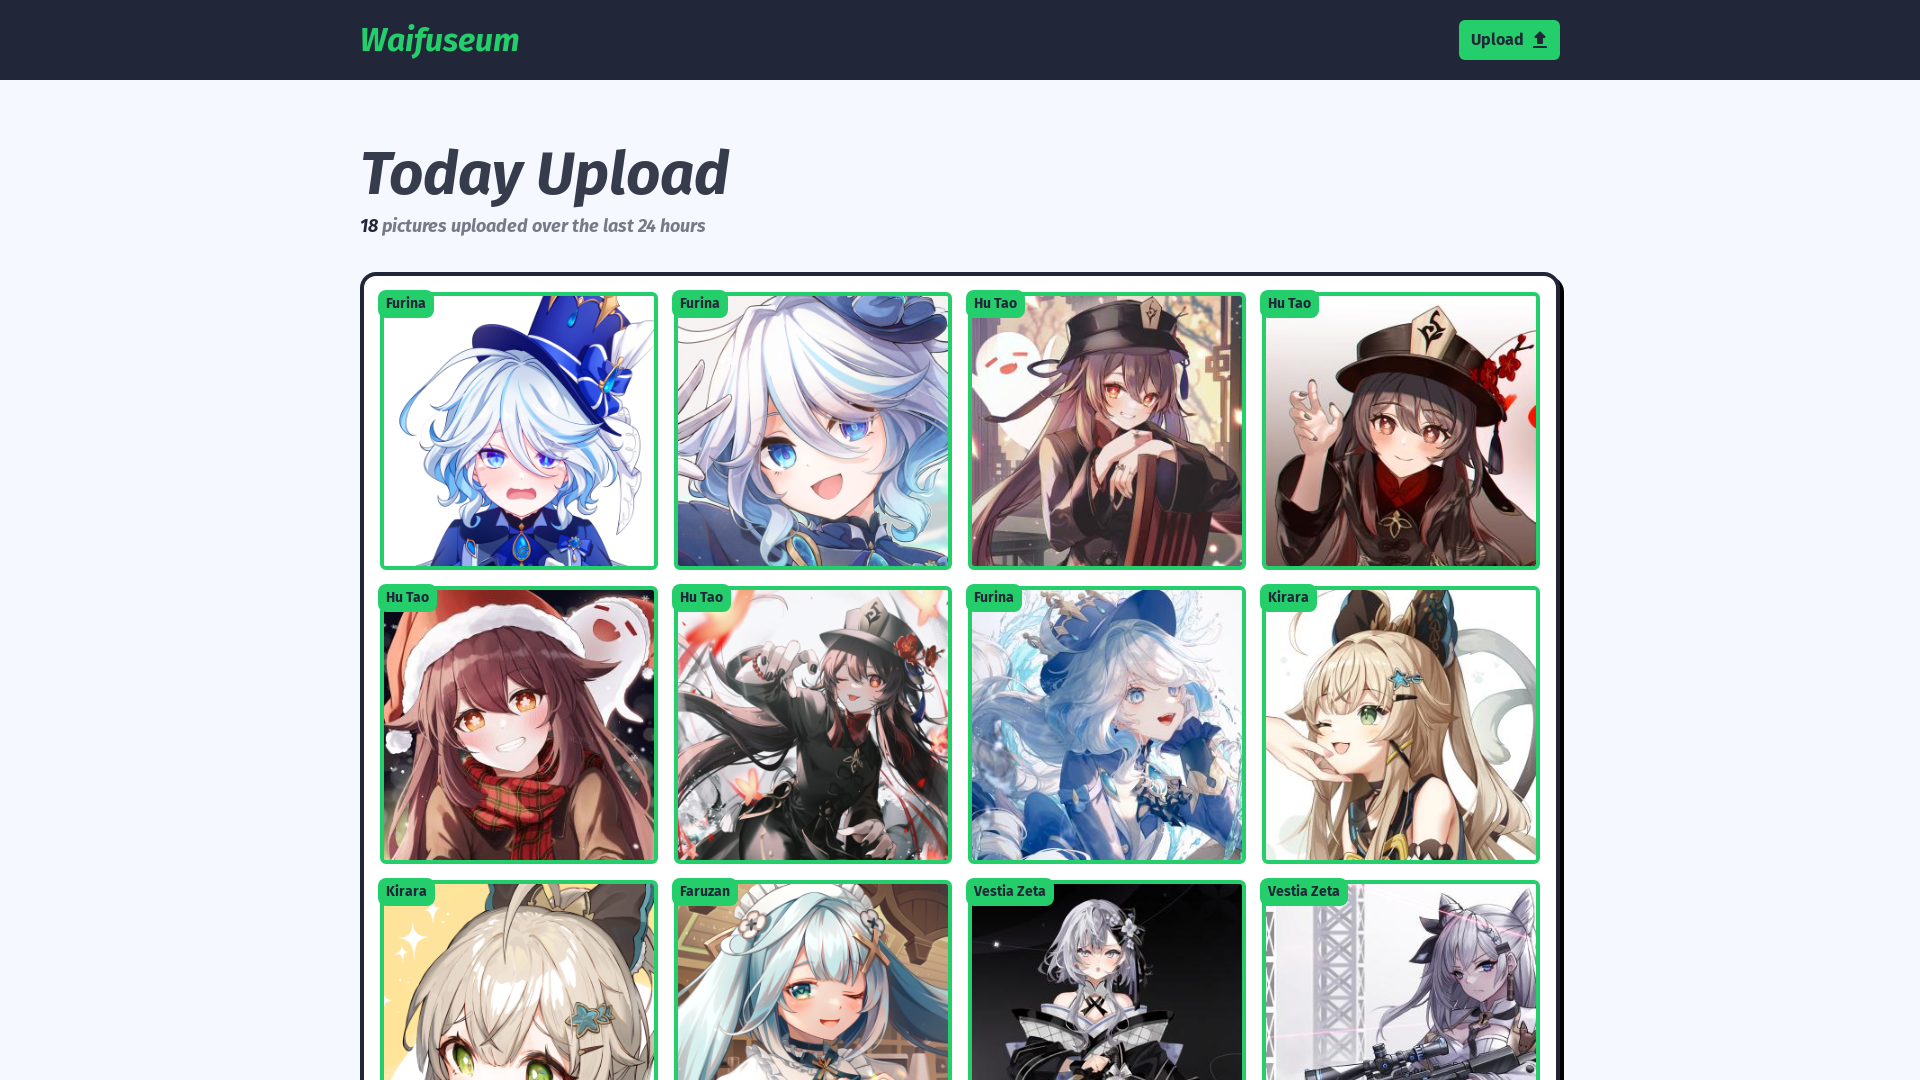 Waifuseum
Upload
Today Upload
18 pictures uploaded over the last 24 hours
Furina
Furina
Hu Tao
Hu Tao
Hu Tao
Hu Tao
Furina
Kirara
Kirara
Faruzan
Vestia Zeta
Vestia Zeta